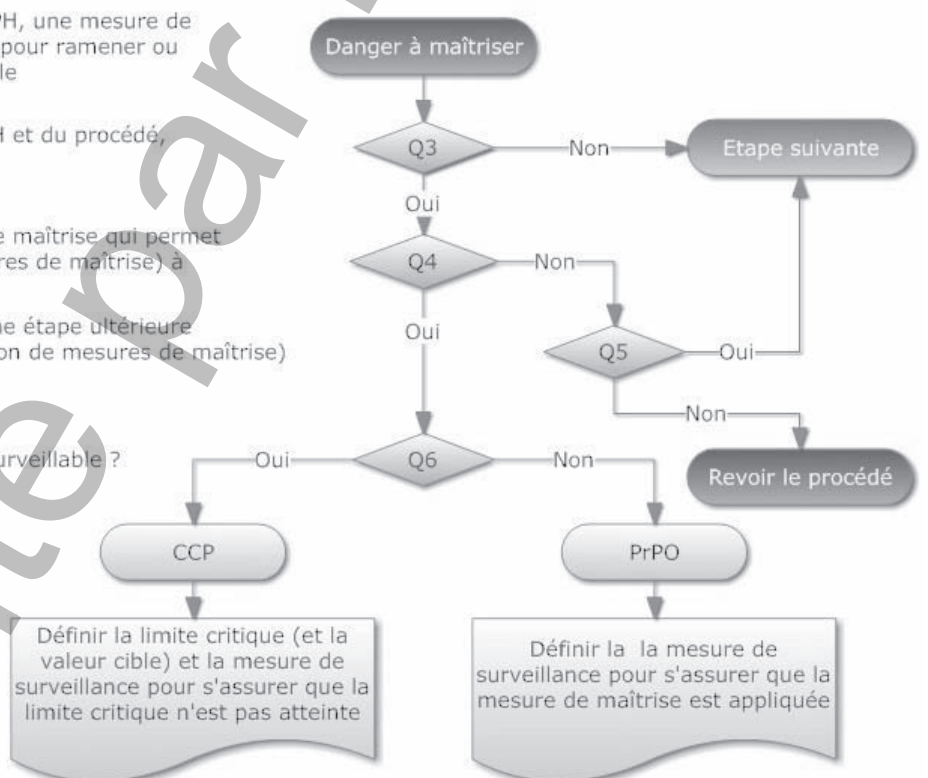 PH, une mesure de
pour ramener ou
le
et du procédé,
e maîtrise qui permet
res de maîtrise) à
ne étape ultérieure
on de mesures de maîtrise)
urveillable ?
Danger à maîtriser
Q3
Non
Etape suivante
Oui
Q4
Non
Oui
Q5
Oui
Non
Revoir le procédé
Oui
Q6
Non
CCP
PrPO
Définir la limite critique (et la
valeur cible) et la mesure de
surveillance pour s'assurer que la
limite critique n'est pas atteinte
Définir la la mesure de
surveillance pour s'assurer que la
mesure de maîtrise est appliquée